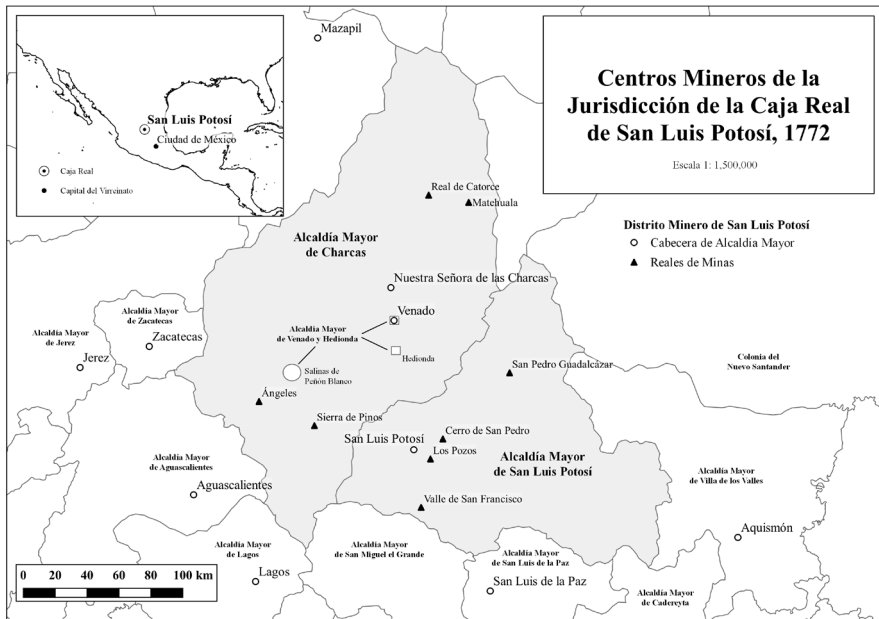 Mazapil
San Luis Potosí
Ciudad de México
Caja Real
Capital del Virreinato
Centros Mineros de la
Jurisdicción de la Caja Real
de San Luis Potosí, 1772
Escala 1: 1,500,000
Distrito Minero de San Luis Potosí
Cabecera de Alcaldía Mayor
Reales de Minas
Real de Catorce
Matehuala
Alcaldía Mayor
de Charcas
Nuestra Señora de las Charcas
Venado
Alcaldía Mayor
de Venado y Hedionda
Hedionda
Salinas de
Peñón Blanco
Alcaldía Mayor
de Zacatecas
Zacatecas
Alcaldía Mayor
de Jerez
Jerez
San Pedro Guadalcázar
Colonía del
Nuevo Santander
Ángeles
Sierra de Pinos
San Luis Potosí
Cerro de San Pedro
Los Pozos
Alcaldía Mayor
de San Luis Potosí
Alcaldía Mayor
de Aguascalientes
Aguascalientes
Alcaldía Mayor
de Villa de los Valles
Valle de San Francisco
Aquismón
Alcaldía Mayor
de Lagos
Lagos
Alcaldía Mayor
de San Miguel el Grande
Alcaldía Mayor
de San Luis de la Paz
San Luis de la Paz
Alcaldía Mayor
de Cadereyta
0 20 40 60 80 100 km